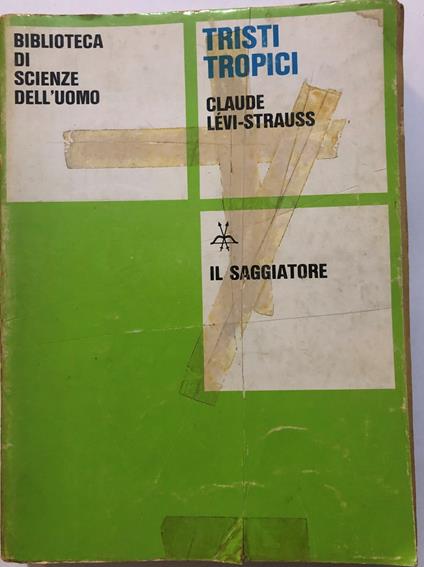 BIBLIOTECA
DI
SCIENZE
DELL'UOMO
TRISTI
TROPICI
CLAUDE
LÉVI-STRAUSS
IL SAGGIATORE